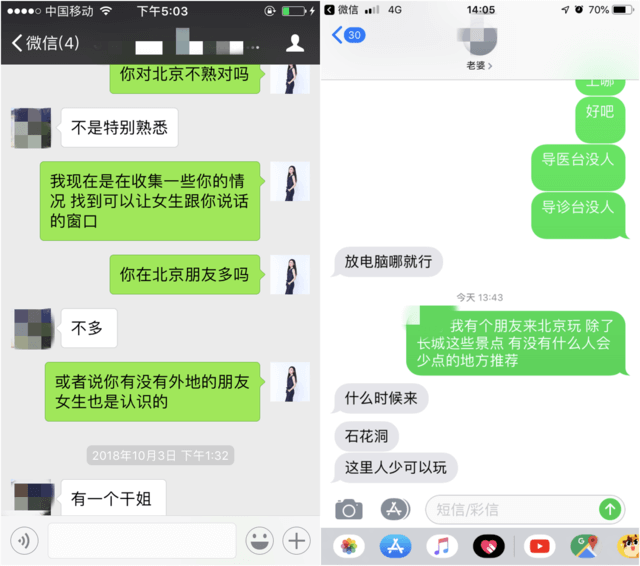 中国移动
下午5:03
微信(4)
...
你对北京不熟对吗
不是特别熟悉
我现在是在收集一些你的情
况 找到可以让女生跟你说话
的窗口
你在北京朋友多吗
不多
或者说你有没有外地的朋友
女生也是认识的
2018年10月3日 下午1:32
有一个干姐
微信
4G
14:05
70%
30
老婆
上哪
好吧
导医台没人
导诊台没人
放电脑哪就行
今天 13:43
我有个朋友来北京玩 除了
长城这些景点 有没有什么人会
少点的地方推荐
什么时候来
石花洞
这里人少可以玩
短信/彩信